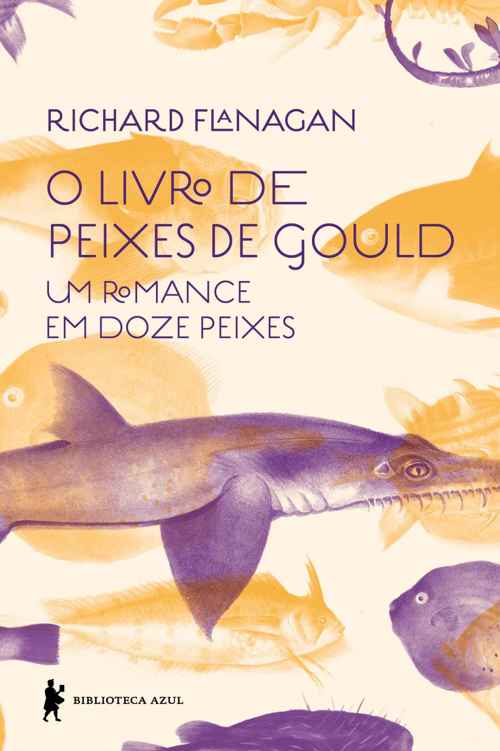 RICHARD FLANAGAN
O LIVRO DE
PEIXES DE GOULD
UM ROMANCE
EM DOZE PEIXES
BIBLIOTECA AZUL